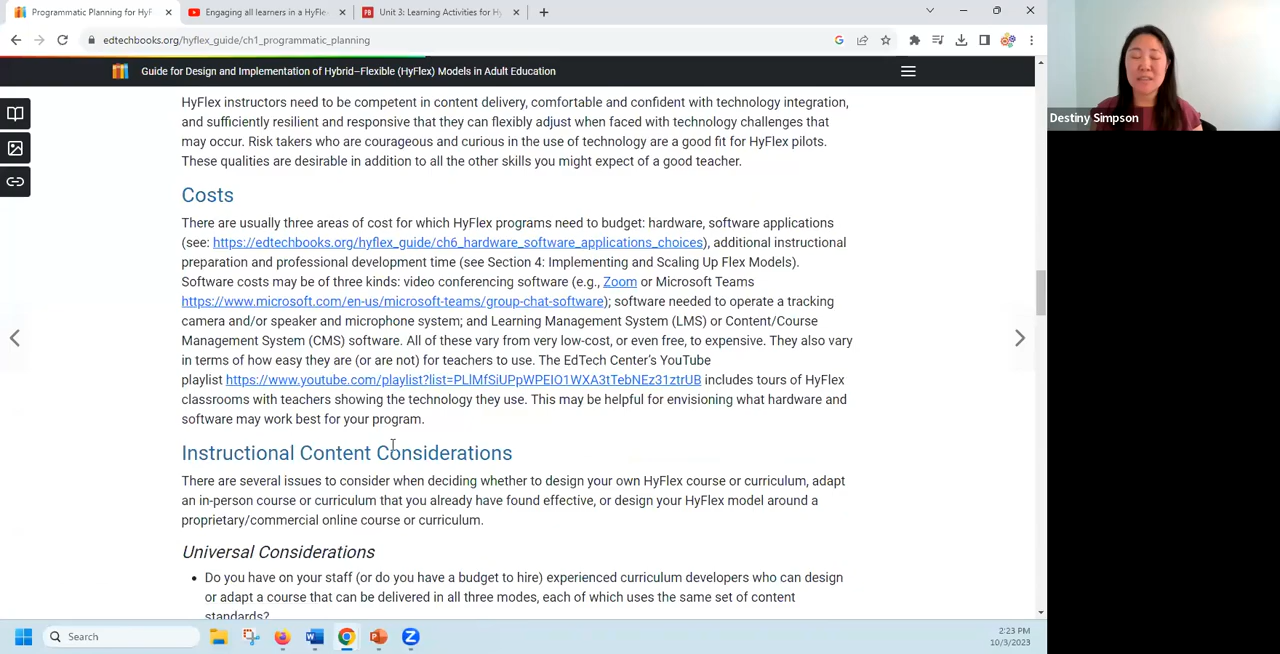 Programmatic Planning for HyF
Engaging all learners in a HyFle
Unit 3: Learning Activities for Hy
edtechbooks.org/hyflex_guide/ch1_programmatic_planning
Guide for Design and Implementation of Hybrid–Flexible (HyFlex) Models in Adult Education
Destiny Simpson
HyFlex instructors need to be competent in content delivery, comfortable and confident with technology integration,
and sufficiently resilient and responsive that they can flexibly adjust when faced with technology challenges that
may occur. Risk takers who are courageous and curious in the use of technology are a good fit for HyFlex pilots.
These qualities are desirable in addition to all the other skills you might expect of a good teacher.
Costs
There are usually three areas of cost for which HyFlex programs need to budget: hardware, software applications
(see: https://edtechbooks.org/hyflex_guide/ch6_hardware_software_applications_choices), additional instructional
preparation and professional development time (see Section 4: Implementing and Scaling Up Flex Models).
Software costs may be of three kinds: video conferencing software (e.g., Zoom or Microsoft Teams
https://www.microsoft.com/en-us/microsoft-teams/group-chat-software); software needed to operate a tracking
camera and/or speaker and microphone system; and Learning Management System (LMS) or Content/Course
Management System (CMS) software. All of these vary from very low-cost, or even free, to expensive. They also vary
in terms of how easy they are (or are not) for teachers to use. The EdTech Center's YouTube
playlist https://www.youtube.com/playlist?list=PLlMfSiUPpWPEIO1WXA3tTebNEz31ztrUB includes tours of HyFlex
classrooms with teachers showing the technology they use. This may be helpful for envisioning what hardware and
software may work best for your program.
Instructional Content Considerations
There are several issues to consider when deciding whether to design your own HyFlex course or curriculum, adapt
an in-person course or curriculum that you already have found effective, or design your HyFlex model around a
proprietary/commercial online course or curriculum.
Universal Considerations
• Do you have on your staff (or do you have a budget to hire) experienced curriculum developers who can design
or adapt a course that can be delivered in all three modes, each of which uses the same set of content
standards?
Search
2:23 PM
10/3/2023